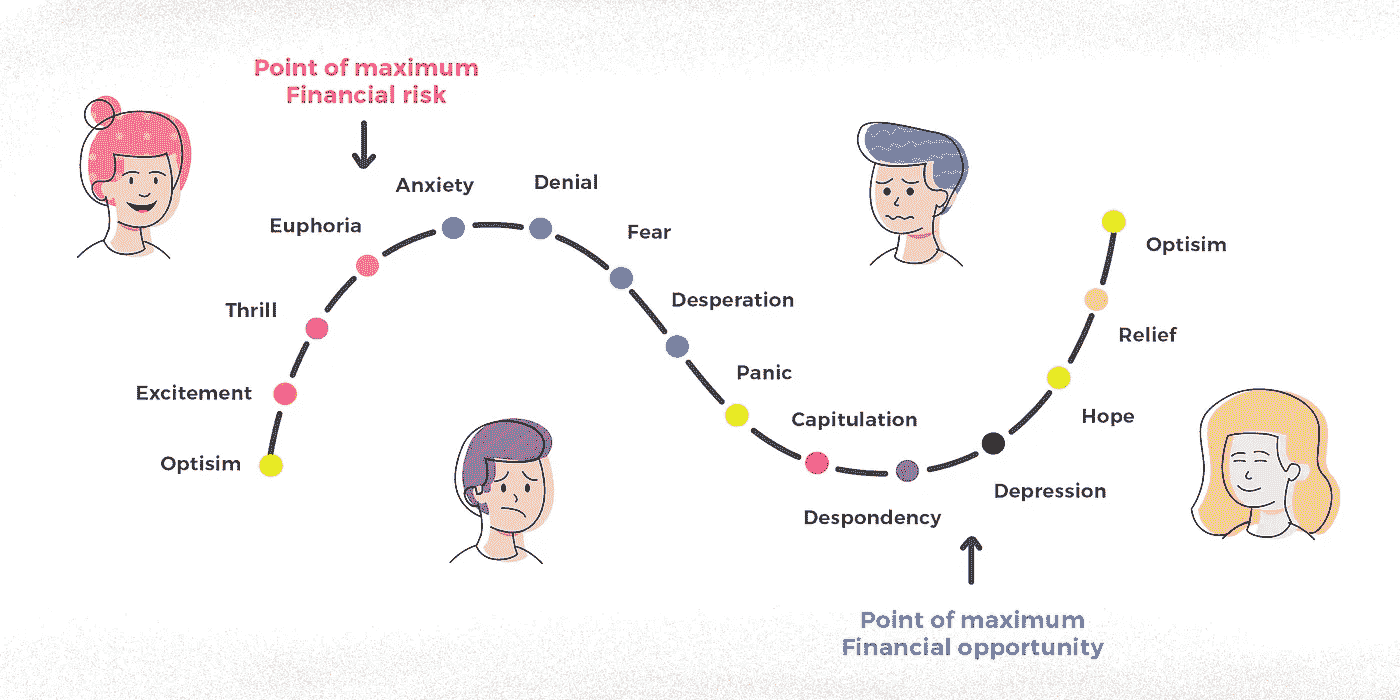 Point of maximum
Financial risk
Anxiety
Denial
Euphoria
Fear
Thrill
Desperation
Excitement
Panic
Optisim
Capitulation
Despondency
Depression
Hope
Relief
Optisim
Point of maximum
Financial opportunity